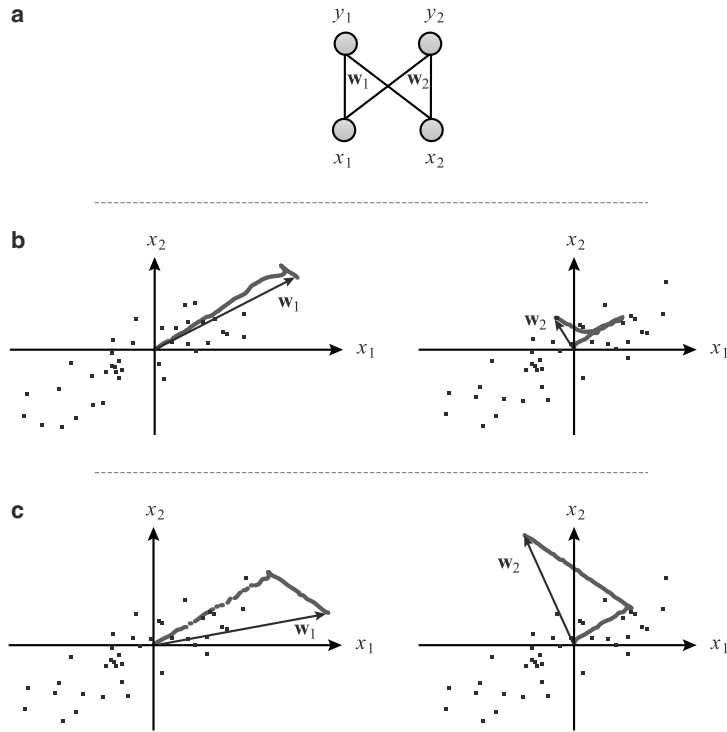 a
y₁ y₂
w₁ w₂
x₁ x₂
b
x₂ x₂
w₁ w₂
x₁ x₁
c
x₂ x₂
w₂
w₁
x₁ x₁